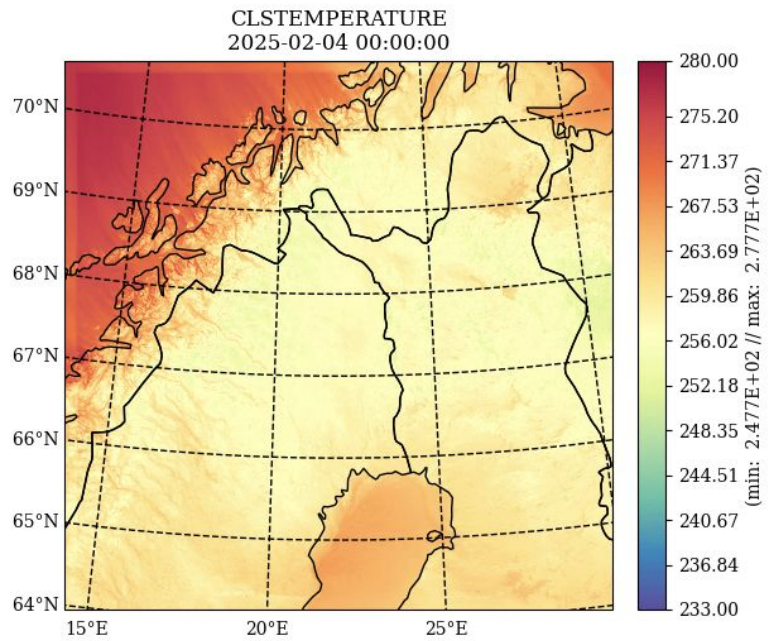 CLSTEMPERATURE
2025-02-04 00:00:00
70°N
69°N
68°N
67°N
66°N
65°N
64°N
15°E
20°E
25°E
280.00
275.20
271.37
267.53
263.69
259.86
256.02
252.18
248.35
244.51
240.67
236.84
233.00
(min:  2.477E+02 // max:  2.777E+02)